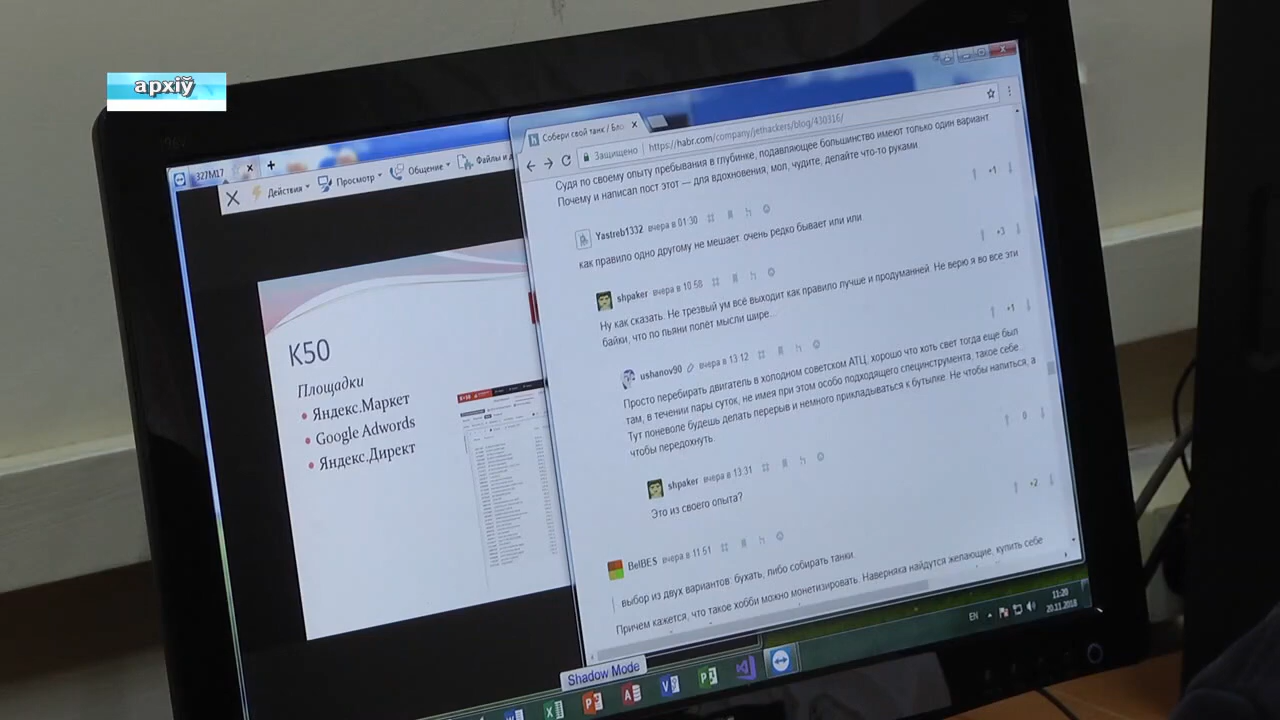 архіў
327M17
Действия
Просмотр
Общение
Файлы и
K50
Площадки
Яндекс.Маркет
Google Adwords
Яндекс.Директ
Собери свой танк /
Защищено
https://habr.com/company/jethackers/blog/430316/
Судя по своему опыту пребывания в глубинке, подавляющее большинство имеют только один вариант
Почему и написал пост этот — для вдохновения, мол, чудите, делайте что-то руками.
+1
Yastreb1332 вчера в 01:30
как правило одно другому не мешает. очень редко бывает или или.
+3
shpaker вчера в 10:58
Ну как сказать. Не трезвый ум всё выходит как правило лучше и продуманней. Не верю я во все эти
байки, что по пьяни полёт мысли шире...
+1
ushanov90 вчера в 13:12
Просто перебирать двигатель в холодном советском АТЦ, хорошо что хоть свет тогда еще был
там, в течении пары суток, не имея при этом особо подходящего специнструмента, такое себе...
Тут поневоле будешь делать перерыв и немного прикладываться к бутылке. Не чтобы напиться, а
чтобы передохнуть.
0
shpaker вчера в 13:31
Это из своего опыта?
+2
BelBES вчера в 11:51
выбор из двух вариантов: бухать, либо собирать танки.
Причем кажется, что такое хобби можно монетизировать. Наверняка найдутся желающие, купить себе
EN
11:20
20.11.2018
Shadow Mode